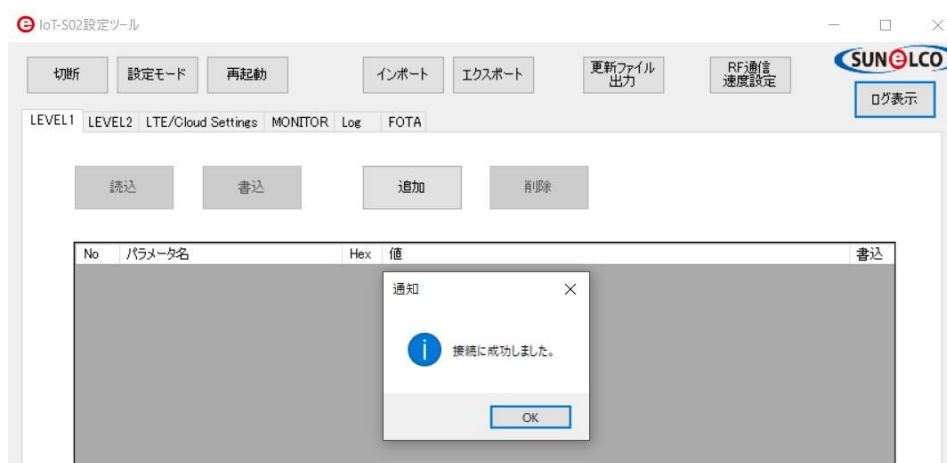 IoT-S02設定ツール
切断 設定モード 再起動 インポート エクスポート 更新ファイル出力 RF通信速度設定
SUNELCO
ログ表示
LEVEL1 LEVEL2 LTE/Cloud Settings MONITOR Log FOTA
読込 書込 追加 削除
No パラメータ名 Hex 値 書込
通知
接続に成功しました。
OK